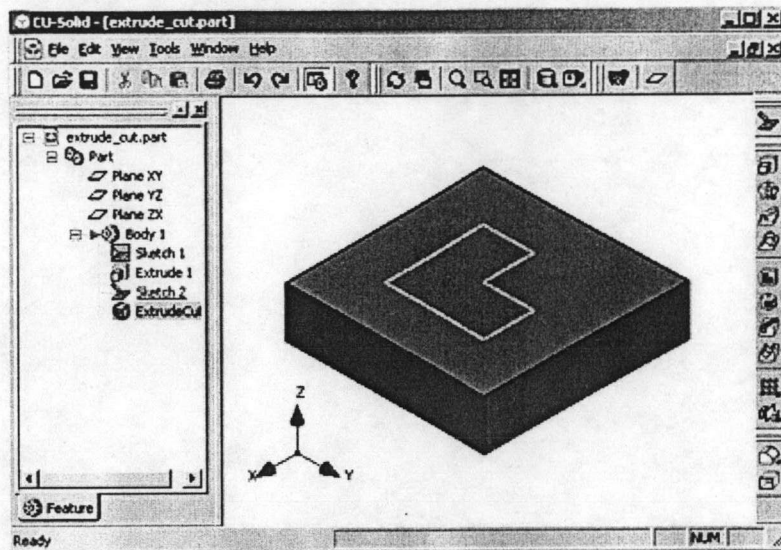 CU-Solid - [extrude_cut.part]
File Edit View Tools Window Help
extrude_cut.part
Part
Plane XY
Plane YZ
Plane ZX
Body 1
Sketch 1
Extrude 1
Sketch 2
ExtrudeCut
Z
X
Y
Feature
Ready
NUM